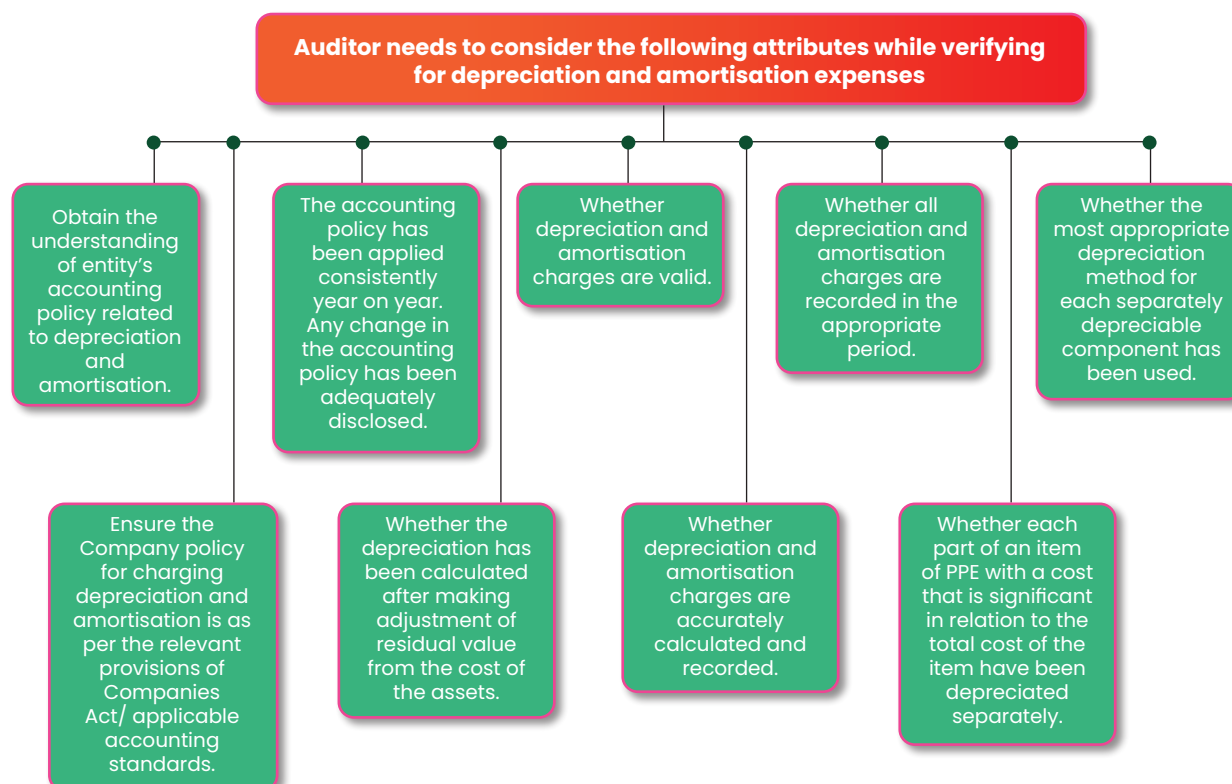 Auditor needs to consider the following attributes while verifying
for depreciation and amortisation expenses
Obtain the
understanding
of entity’s
accounting
policy related
to depreciation
and
amortisation.
The accounting
policy has
been applied
consistently
year on year.
Any change in
the accounting
policy has been
adequately
disclosed.
Whether
depreciation and
amortisation
charges are valid.
Whether all
depreciation and
amortisation
charges are
recorded in the
appropriate
period.
Whether the
most appropriate
depreciation
method for
each separately
depreciable
component has
been used.
Ensure the
Company policy
for charging
depreciation and
amortisation is as
per the relevant
provisions of
Companies
Act/ applicable
accounting
standards.
Whether the
depreciation has
been calculated
after making
adjustment of
residual value
from the cost of
the assets.
Whether
depreciation and
amortisation
charges are
accurately
calculated and
recorded.
Whether each
part of an item
of PPE with a cost
that is significant
in relation to the
total cost of the
item have been
depreciated
separately.